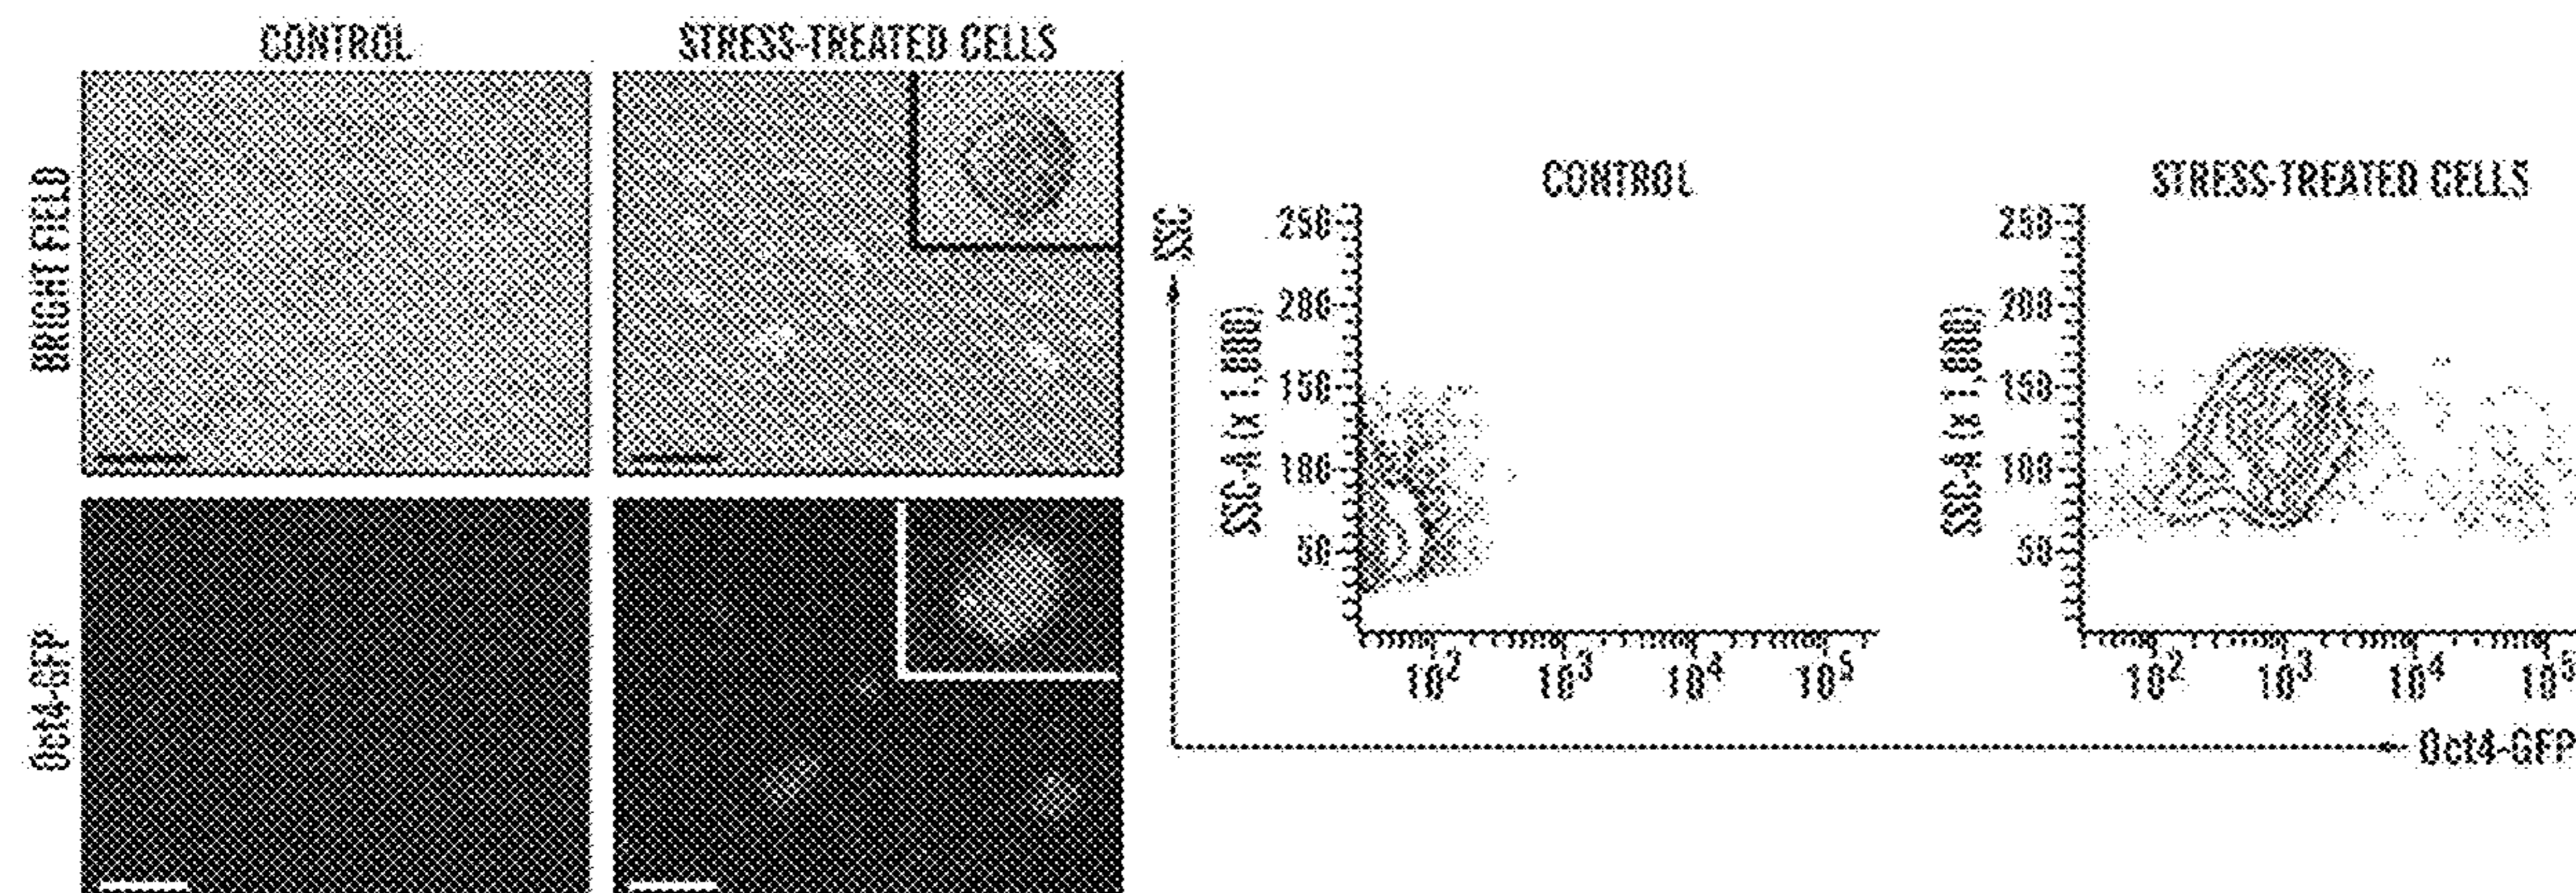 CONTROL
STRESS-TREATED CELLS
BRIGHT FIELD
Oct4-GFP
SSC
CONTROL
SSC-A (x 1,000)
250
200
150
100
50
10^2 10^3 10^4 10^5
STRESS-TREATED CELLS
SSC-A (x 1,000)
250
200
150
100
50
10^2 10^3 10^4 10^5
Oct4-GFP